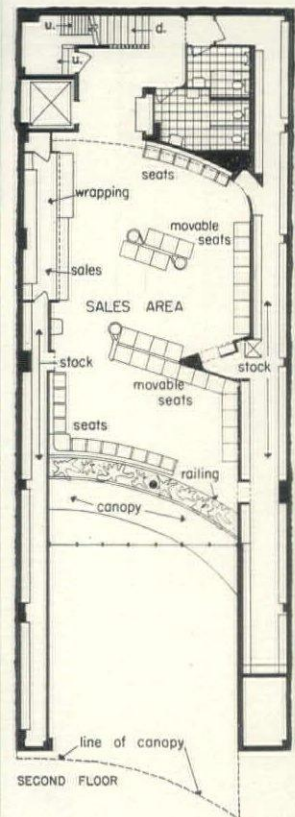 u.
d.
u.
seats
wrapping
movable
seats
sales
SALES AREA
stock
stock
movable
seats
seats
railing
canopy
line of canopy
SECOND FLOOR